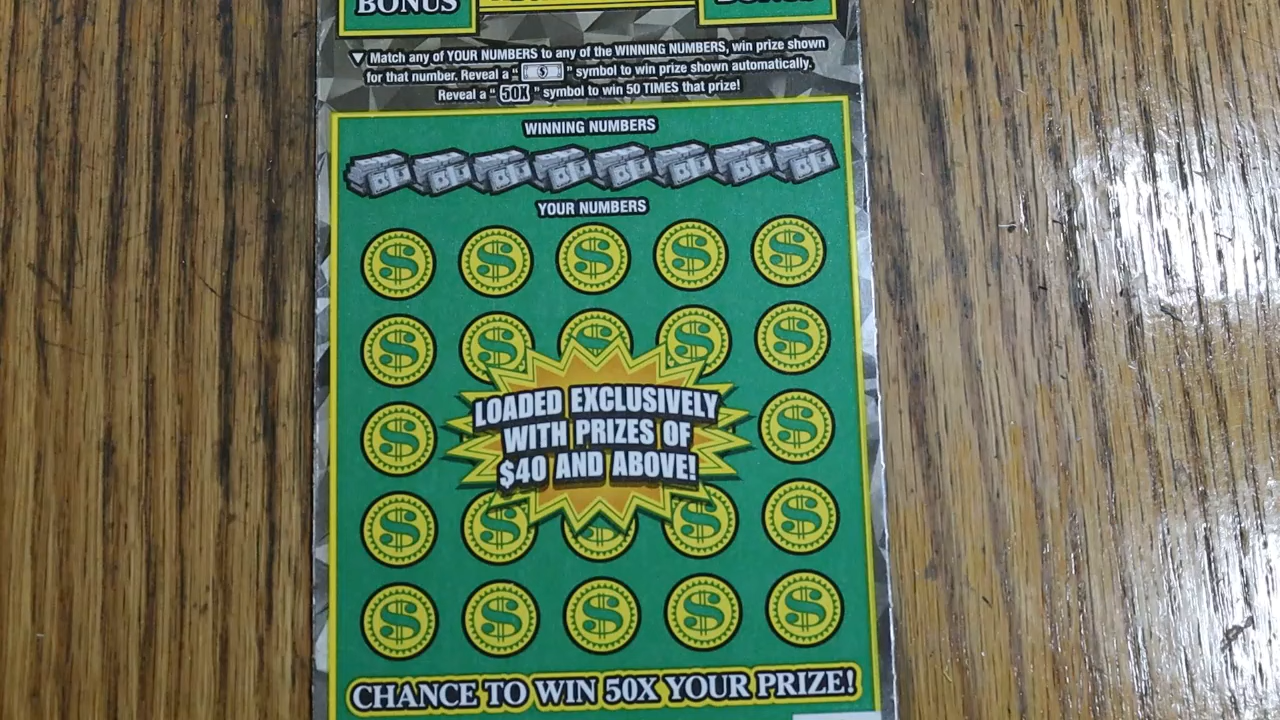 BONUS
▼ Match any of YOUR NUMBERS to any of the WINNING NUMBERS, win prize shown
for that number. Reveal a " " symbol to win prize shown automatically.
Reveal a " 50X " symbol to win 50 TIMES that prize!
WINNING NUMBERS
YOUR NUMBERS
LOADED EXCLUSIVELY
WITH PRIZES OF
$40 AND ABOVE!
CHANCE TO WIN 50X YOUR PRIZE!